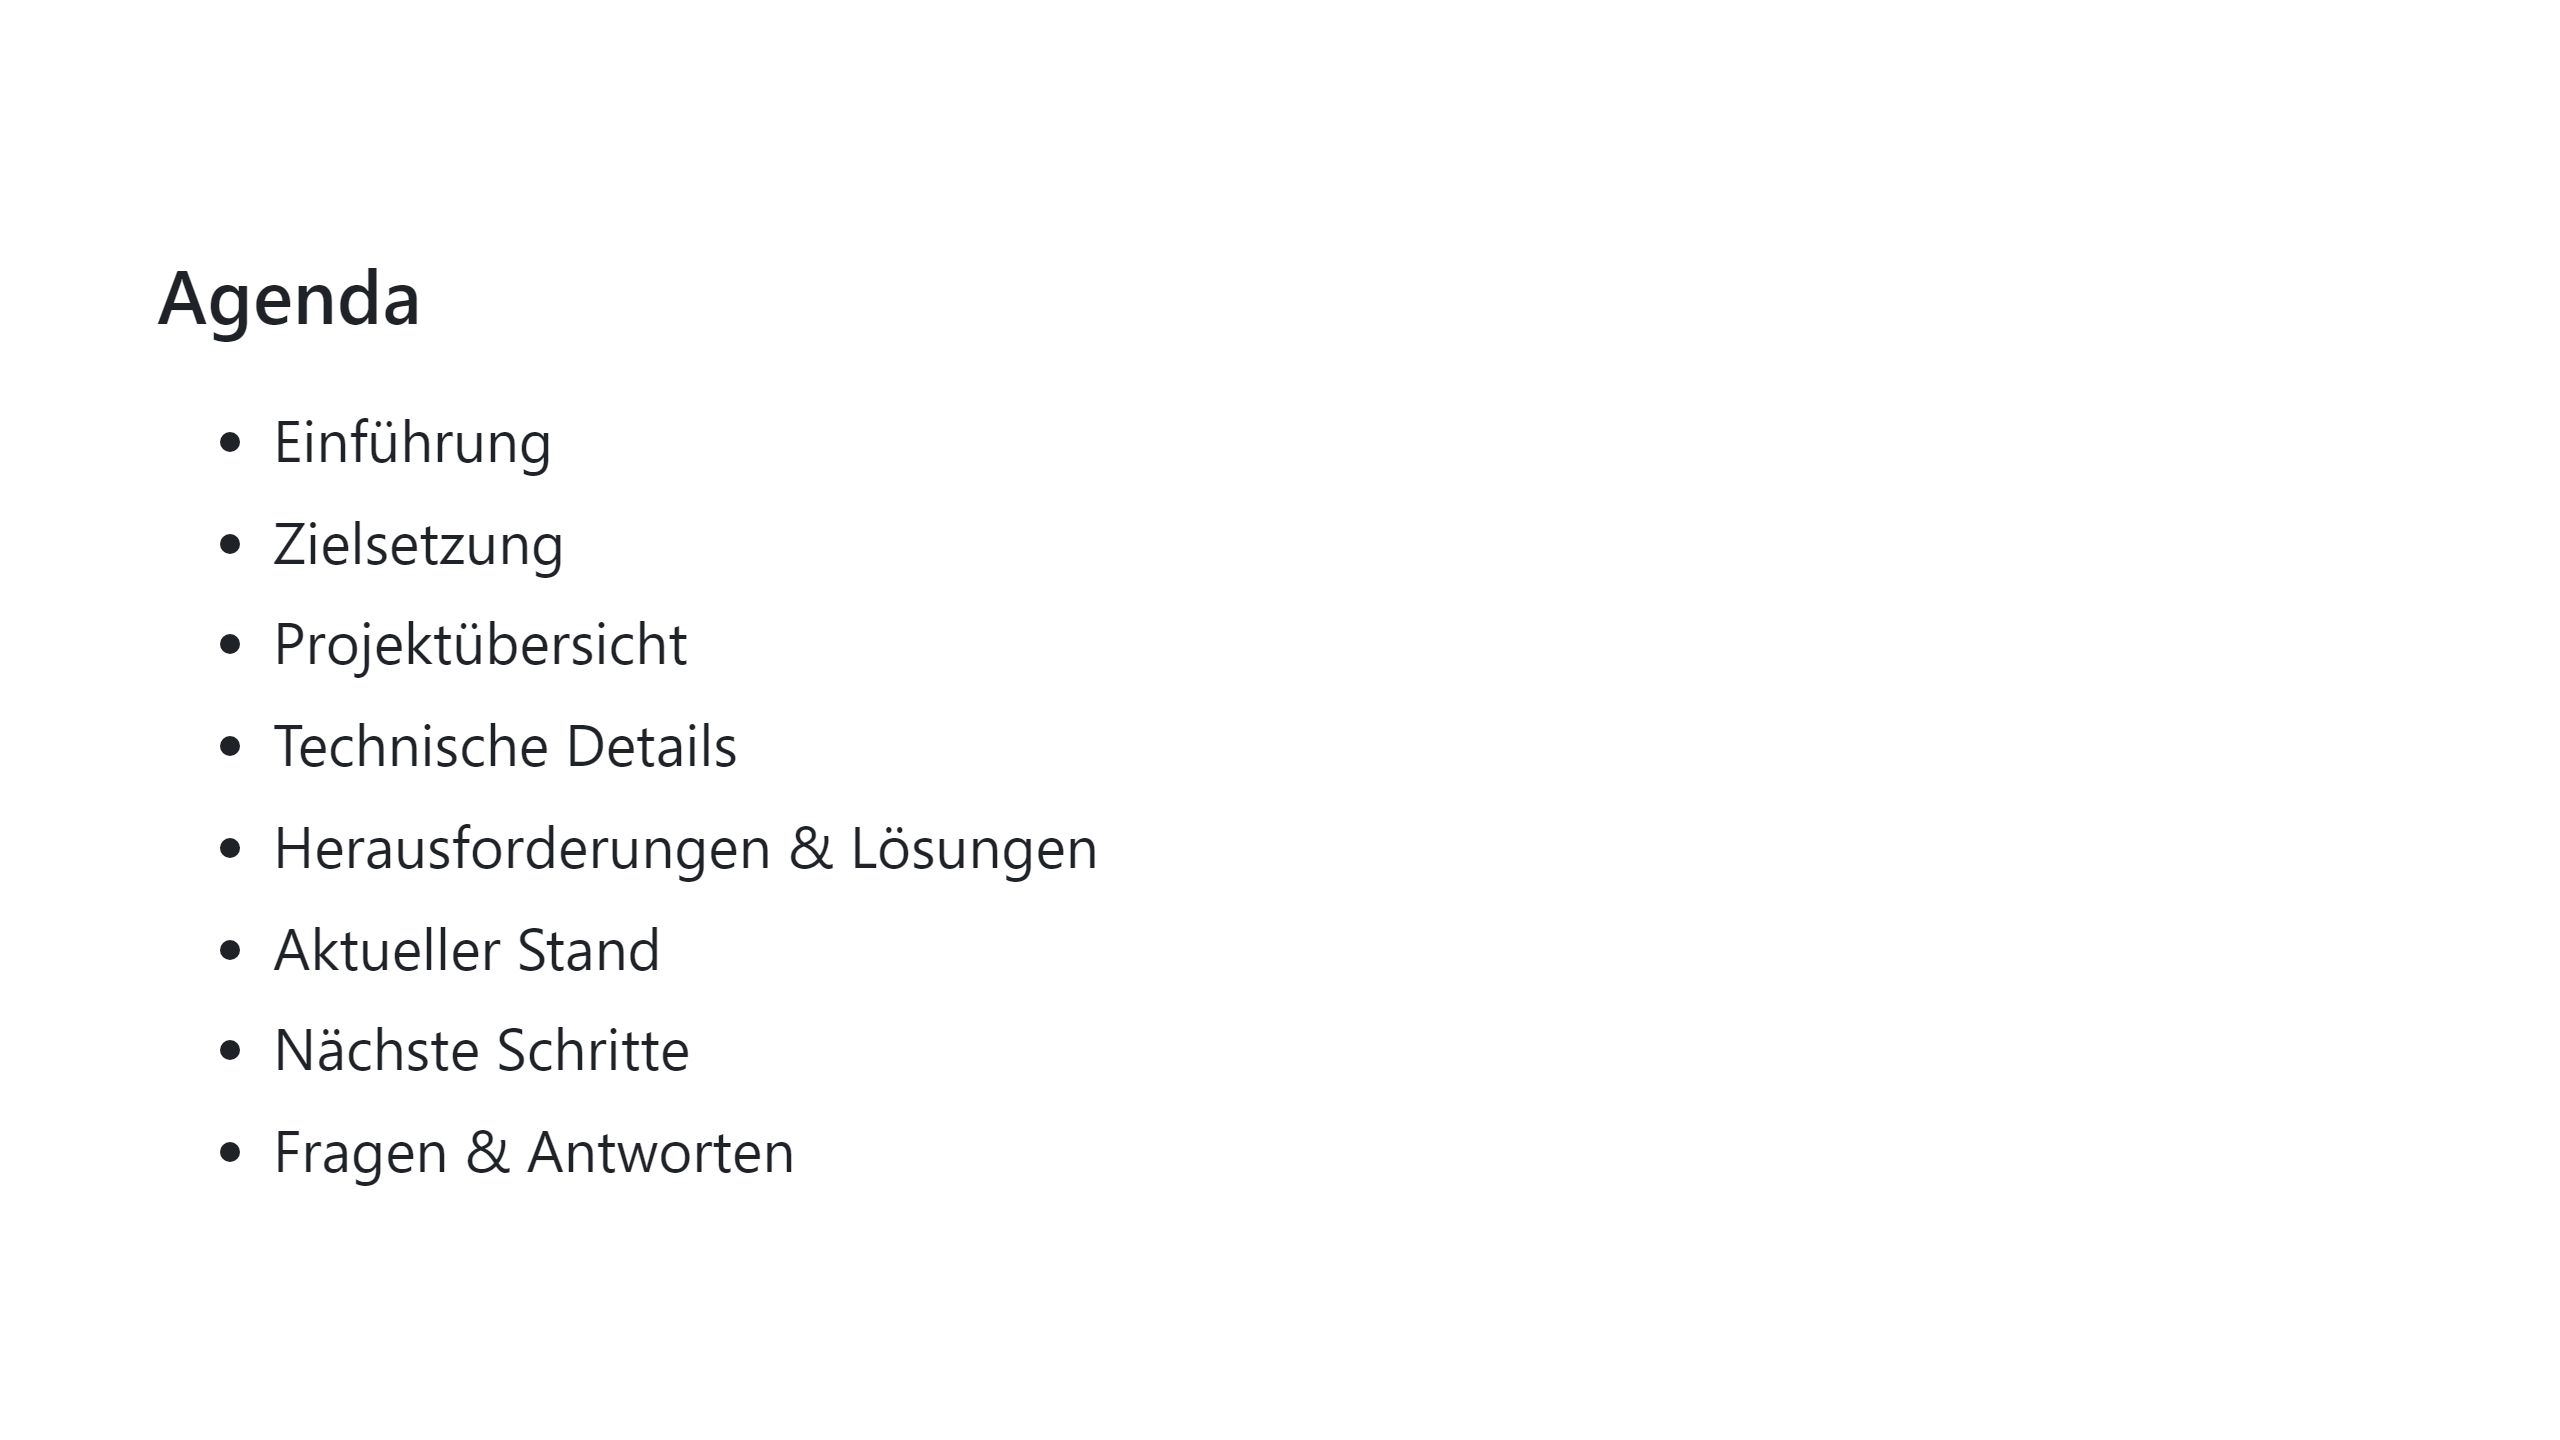 Agenda
• Einführung
• Zielsetzung
• Projektübersicht
• Technische Details
• Herausforderungen & Lösungen
• Aktueller Stand
• Nächste Schritte
• Fragen & Antworten